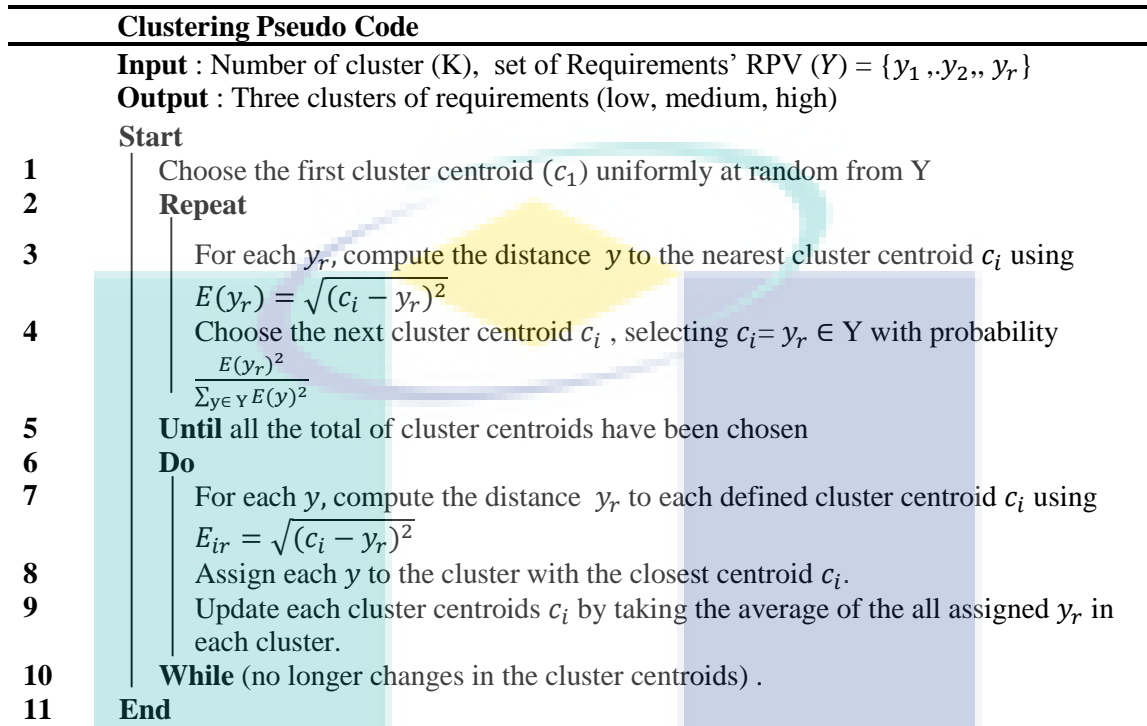 Clustering Pseudo Code
Input : Number of cluster (K), set of Requirements' RPV (Y) = {y₁ ,.y₂,, yᵣ}
Output : Three clusters of requirements (low, medium, high)
Start
1 Choose the first cluster centroid (c₁) uniformly at random from Y
2 Repeat
3 For each yᵣ, compute the distance y to the nearest cluster centroid cᵢ using
E(yᵣ) = √(cᵢ − yᵣ)²
4 Choose the next cluster centroid cᵢ , selecting cᵢ= yᵣ ∈ Y with probability
E(yᵣ)² / ∑y∈ Y E(y)²
5 Until all the total of cluster centroids have been chosen
6 Do
7 For each y, compute the distance yᵣ to each defined cluster centroid cᵢ using
Eᵢᵣ = √(cᵢ − yᵣ)²
8 Assign each y to the cluster with the closest centroid cᵢ.
9 Update each cluster centroids cᵢ by taking the average of the all assigned yᵣ in
each cluster.
10 While (no longer changes in the cluster centroids) .
11 End